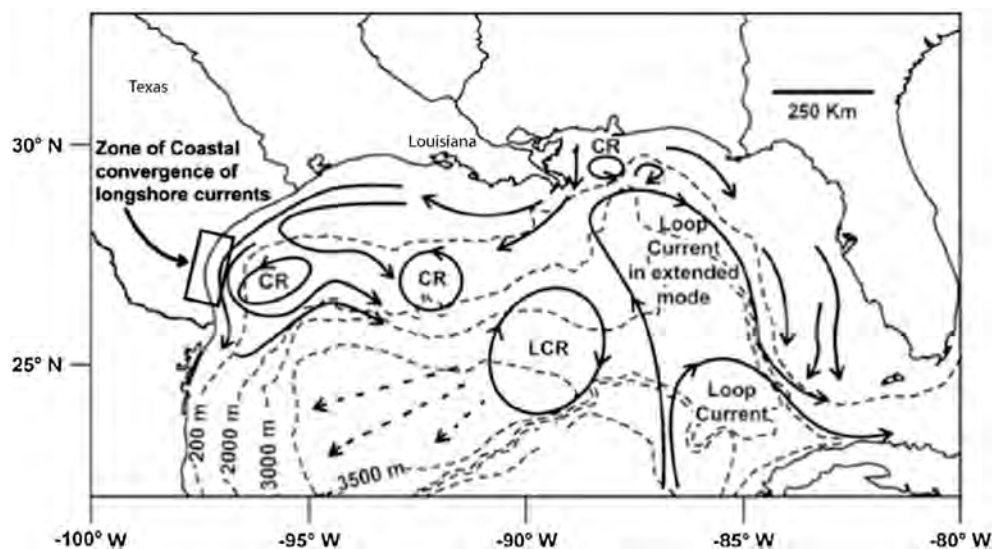 Texas
Louisiana
CR
250 Km
30° N
Zone of Coastal
convergence of
longshore currents
Loop
Current
in extended
mode
CR
CR
LCR
25° N
Loop
Current
200 m
2000 m
3000 m
3500 m
-100° W
-95° W
-90° W
-85° W
-80° W